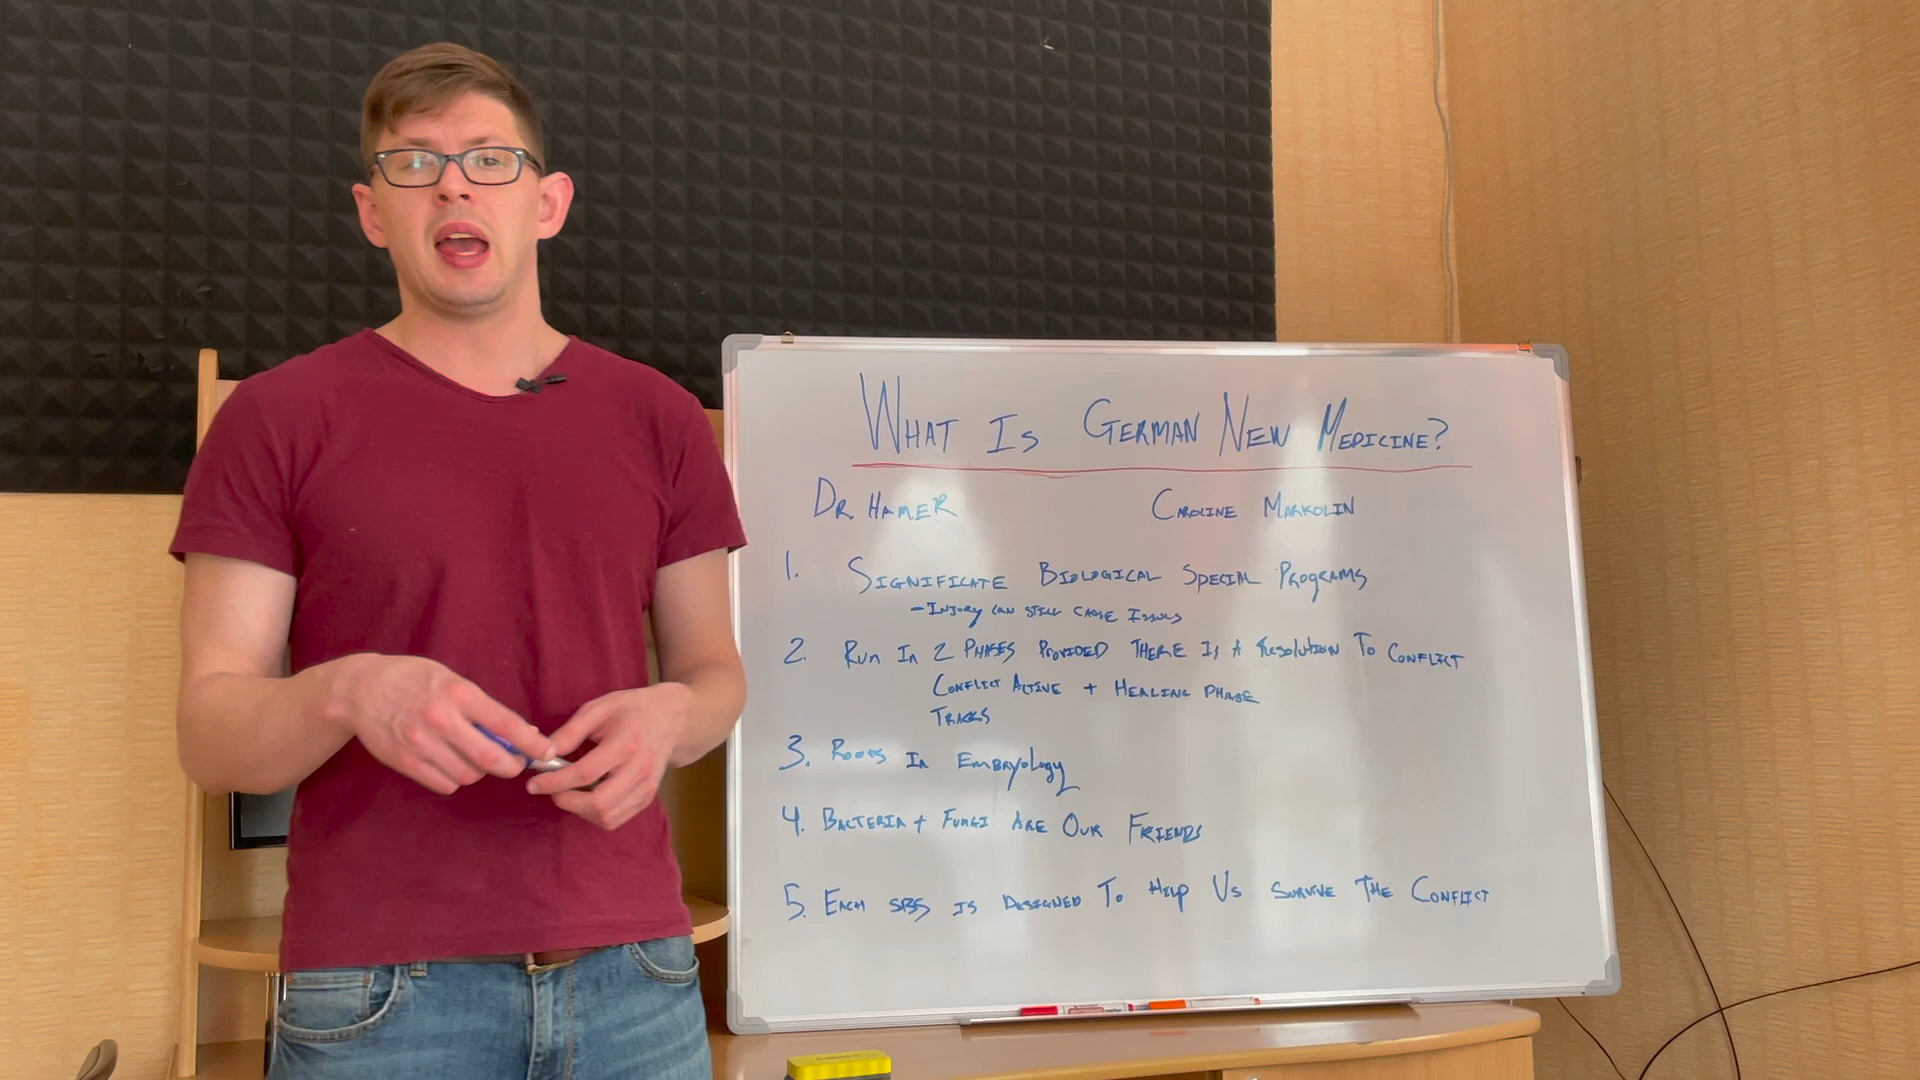 WHAT IS GERMAN NEW MEDICINE?
DR HAMER
CAROLINE MARKOLIN
1. SIGNIFICATE BIOLOGICAL SPECIAL PROGRAMS
- INJURY CAN STILL CAUSE ISSUES
2. RUN IN 2 PHASES PROVIDED THERE IS A RESOLUTION TO CONFLICT
CONFLICT ACTIVE + HEALING PHASE
TRACKS
3. ROOTS IN EMBRYOLOGY
4. BACTERIA + FUNGI ARE OUR FRIENDS
5. EACH SBS IS DESIGNED TO HELP US SURVIVE THE CONFLICT